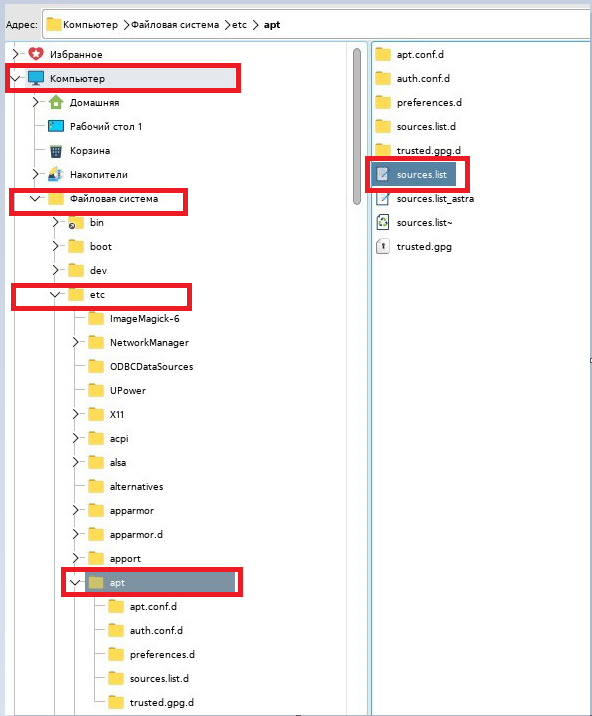 Адрес: Компьютер Файловая система etc apt
Избранное
Компьютер
Домашняя
Рабочий стол 1
Корзина
Накопители
Файловая система
bin
boot
dev
etc
ImageMagick-6
NetworkManager
ODBCDataSources
UPower
X11
acpi
alsa
alternatives
apparmor
apparmor.d
apport
apt
apt.conf.d
auth.conf.d
preferences.d
sources.list.d
trusted.gpg.d
apt.conf.d
auth.conf.d
preferences.d
sources.list.d
trusted.gpg.d
sources.list
sources.list_astra
sources.list~
trusted.gpg